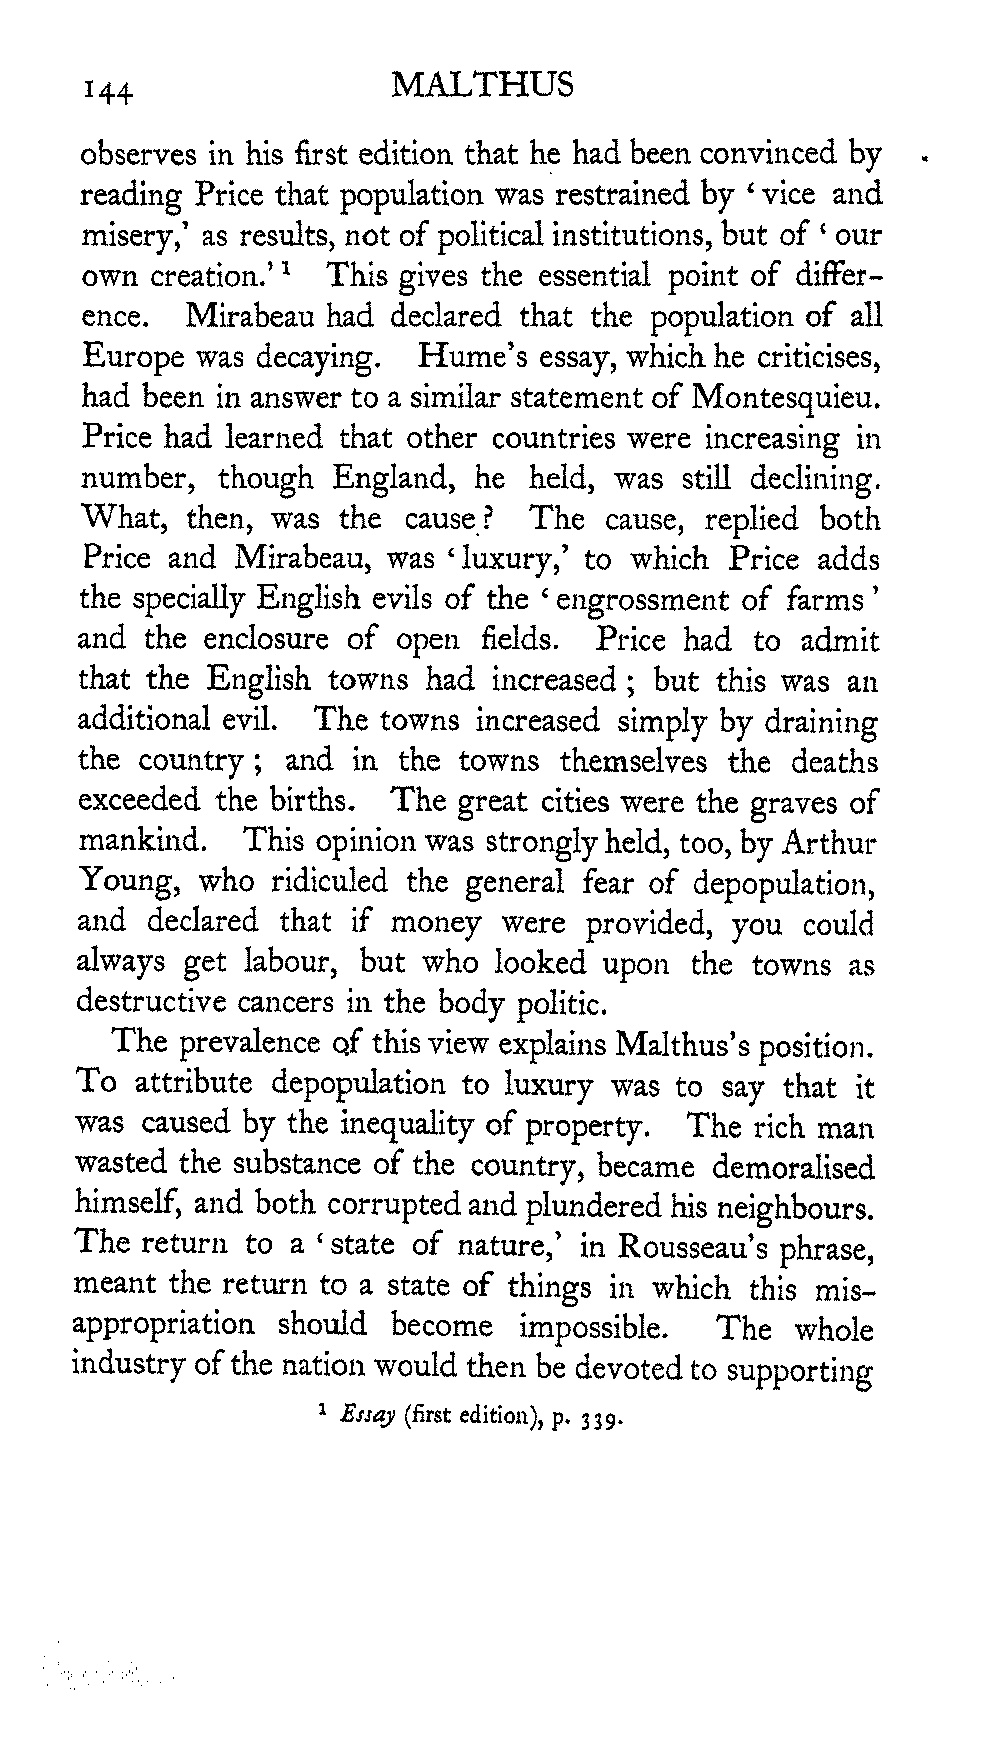 144 MALTHUS
observes in his first edition that he had been convinced by
reading Price that population was restrained by ‘ vice and
misery,’ as results, not of political institutions, but of ‘ our
own creation.’ ¹ This gives the essential point of differ-
ence. Mirabeau had declared that the population of all
Europe was decaying. Hume’s essay, which he criticises,
had been in answer to a similar statement of Montesquieu.
Price had learned that other countries were increasing in
number, though England, he held, was still declining.
What, then, was the cause ? The cause, replied both
Price and Mirabeau, was ‘ luxury,’ to which Price adds
the specially English evils of the ‘ engrossment of farms ’
and the enclosure of open fields. Price had to admit
that the English towns had increased ; but this was an
additional evil. The towns increased simply by draining
the country ; and in the towns themselves the deaths
exceeded the births. The great cities were the graves of
mankind. This opinion was strongly held, too, by Arthur
Young, who ridiculed the general fear of depopulation,
and declared that if money were provided, you could
always get labour, but who looked upon the towns as
destructive cancers in the body politic.
The prevalence of this view explains Malthus’s position.
To attribute depopulation to luxury was to say that it
was caused by the inequality of property. The rich man
wasted the substance of the country, became demoralised
himself, and both corrupted and plundered his neighbours.
The return to a ‘ state of nature,’ in Rousseau’s phrase,
meant the return to a state of things in which this mis-
appropriation should become impossible. The whole
industry of the nation would then be devoted to supporting
¹ Essay (first edition), p. 339.